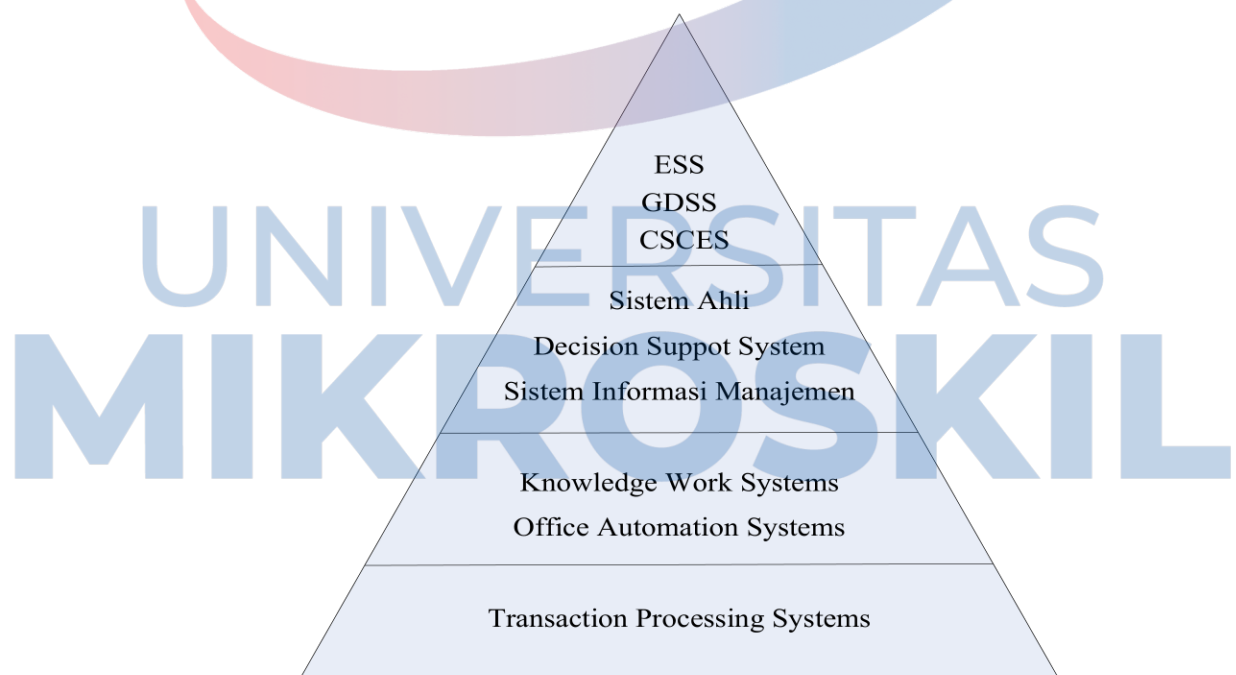 ESS
GDSS
CSCES
UNIVERSITAS
Sistem Ahli
Decision Suppot System
MIKROSKIL
Sistem Informasi Manajemen
Knowledge Work Systems
Office Automation Systems
Transaction Processing Systems